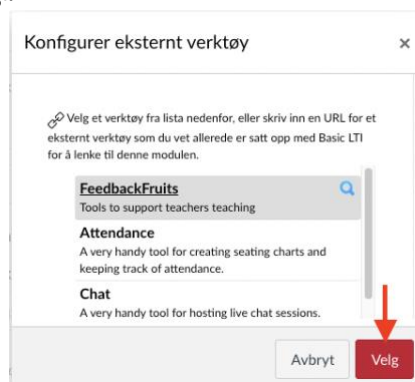 Konfigurer eksternt verktøy ×
Velg et verktøy fra lista nedenfor, eller skriv inn en URL for et
eksternt verktøy som du vet allerede er satt opp med Basic LTI
for å lenke til denne modulen.
FeedbackFruits
Tools to support teachers teaching
Attendance
A very handy tool for creating seating charts and
keeping track of attendance.
Chat
A very handy tool for hosting live chat sessions.
Avbryt Velg